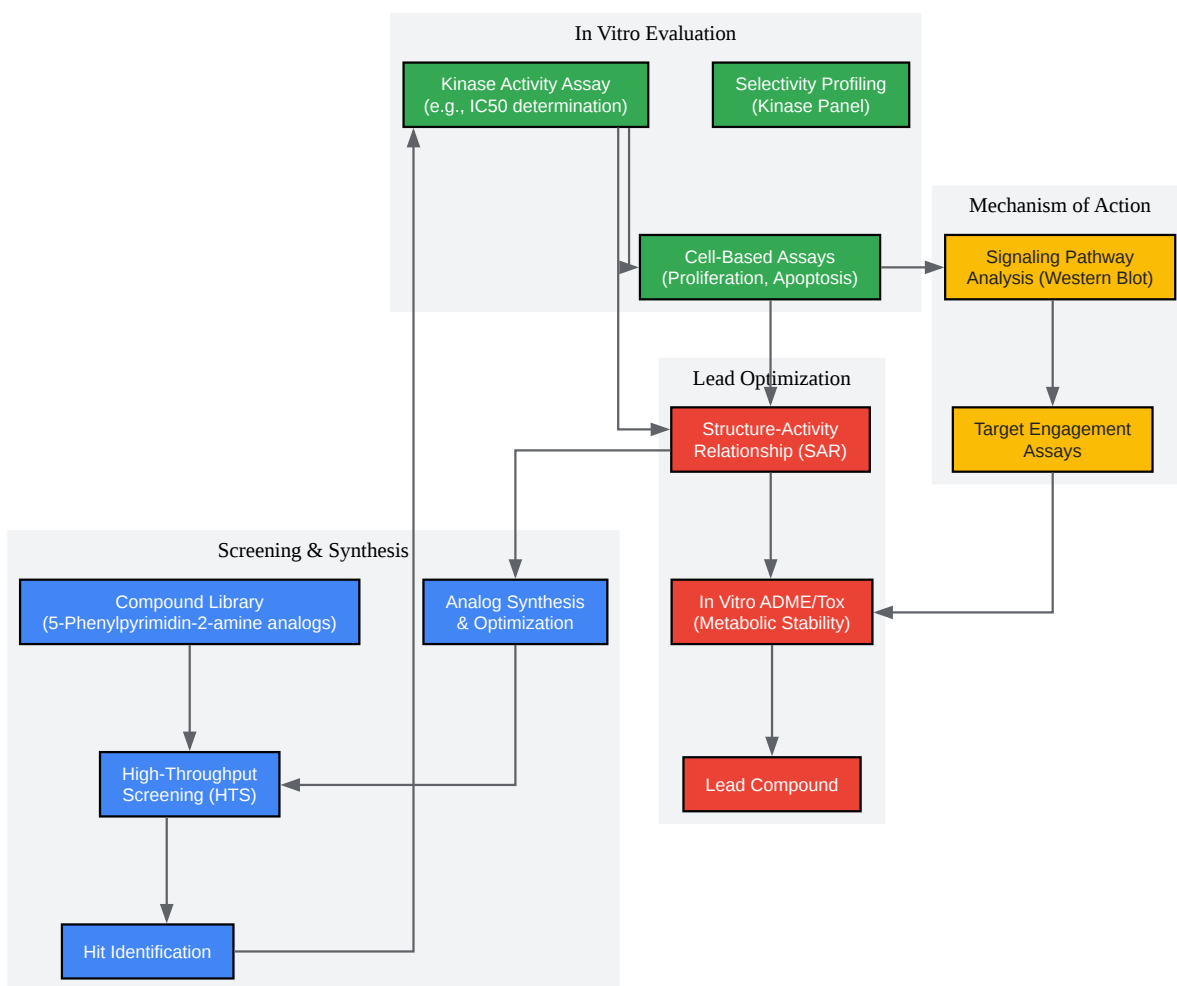 In Vitro Evaluation
Kinase Activity Assay
(e.g., IC50 determination)
Selectivity Profiling
(Kinase Panel)
Cell-Based Assays
(Proliferation, Apoptosis)
Mechanism of Action
Signaling Pathway
Analysis (Western Blot)
Target Engagement
Assays
Lead Optimization
Structure-Activity
Relationship (SAR)
In Vitro ADME/Tox
(Metabolic Stability)
Lead Compound
Screening & Synthesis
Compound Library
(5-Phenylpyrimidin-2-amine analogs)
Analog Synthesis
& Optimization
High-Throughput
Screening (HTS)
Hit Identification